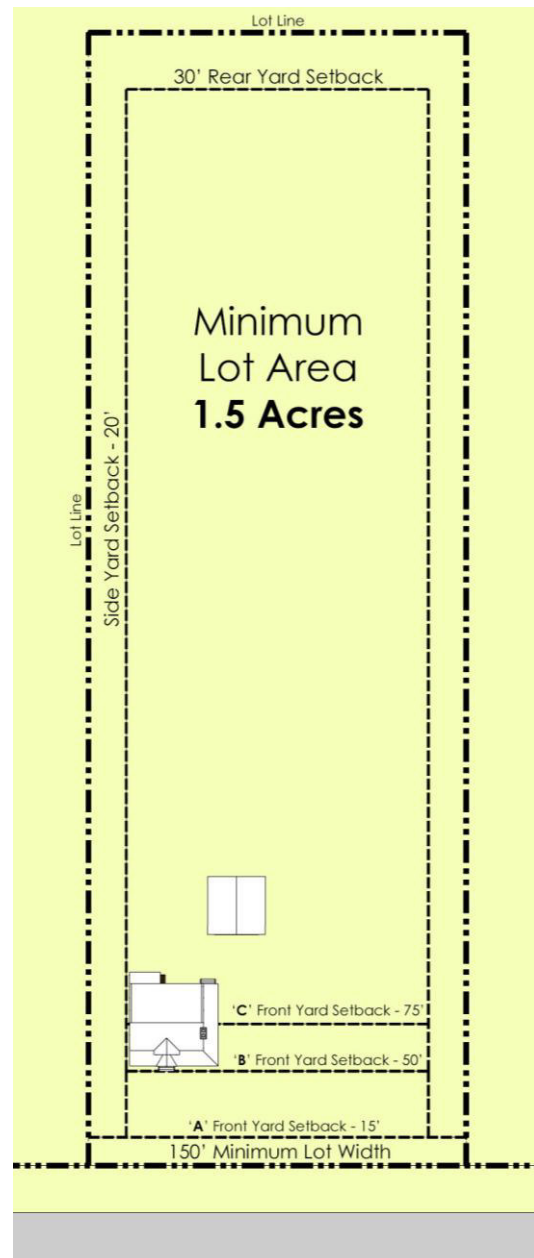 Lot Line
30’ Rear Yard Setback
Minimum
Lot Area
1.5 Acres
Side Yard Setback - 20’
Lot Line
‘C’ Front Yard Setback - 75’
‘B’ Front Yard Setback - 50’
‘A’ Front Yard Setback - 15’
150’ Minimum Lot Width